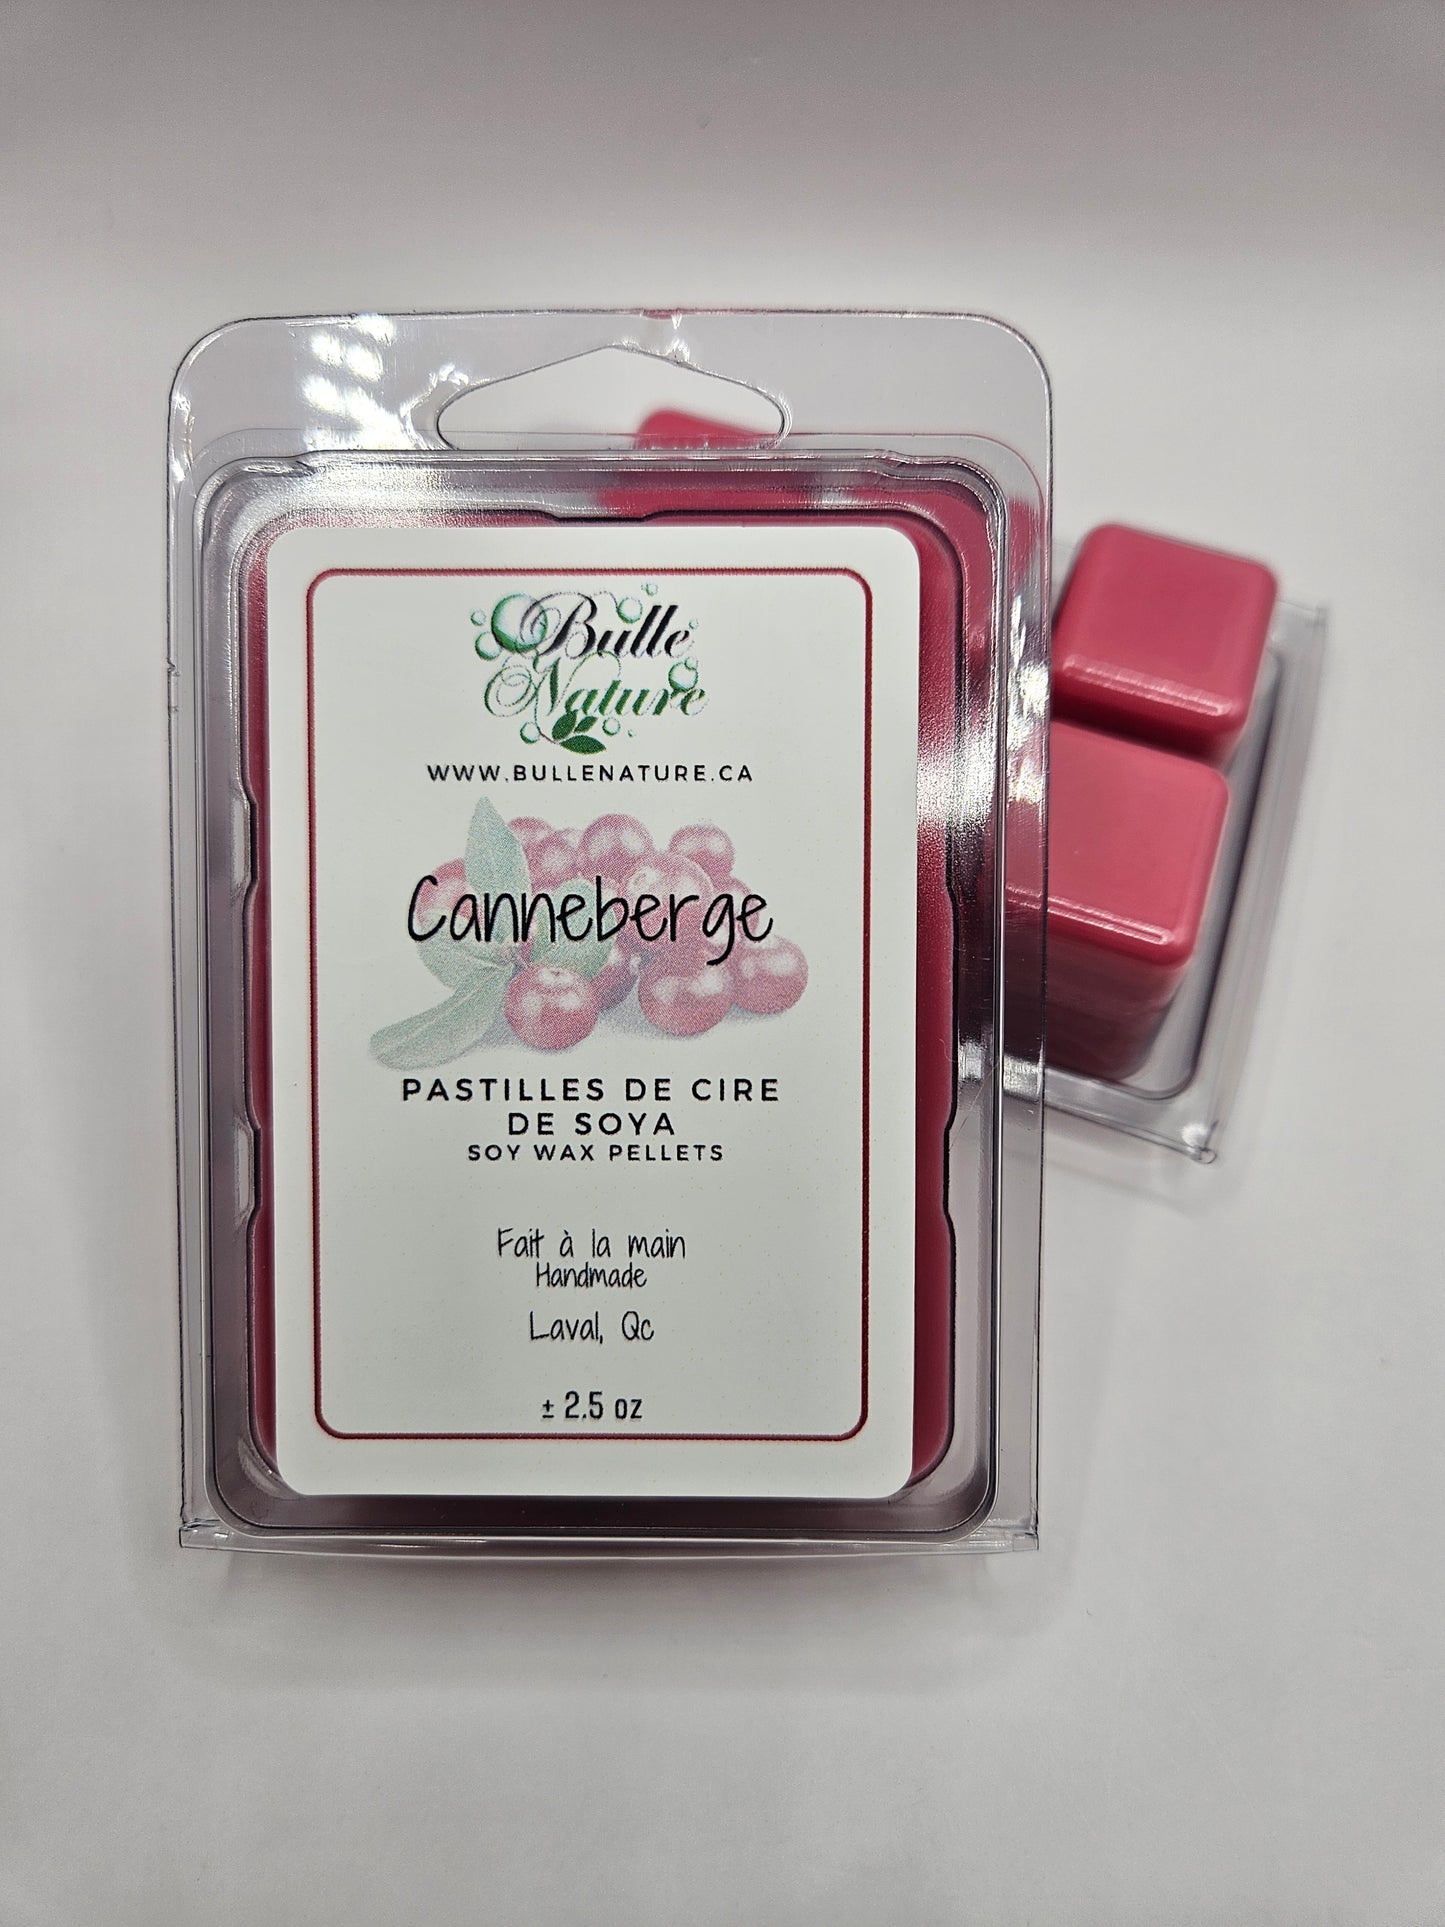 Bulle
Nature
WWW.BULLENATURE.CA
Canneberge
PASTILLES DE CIRE
DE SOYA
SOY WAX PELLETS
Fait à la main
Handmade
Laval, Qc
± 2.5 oz